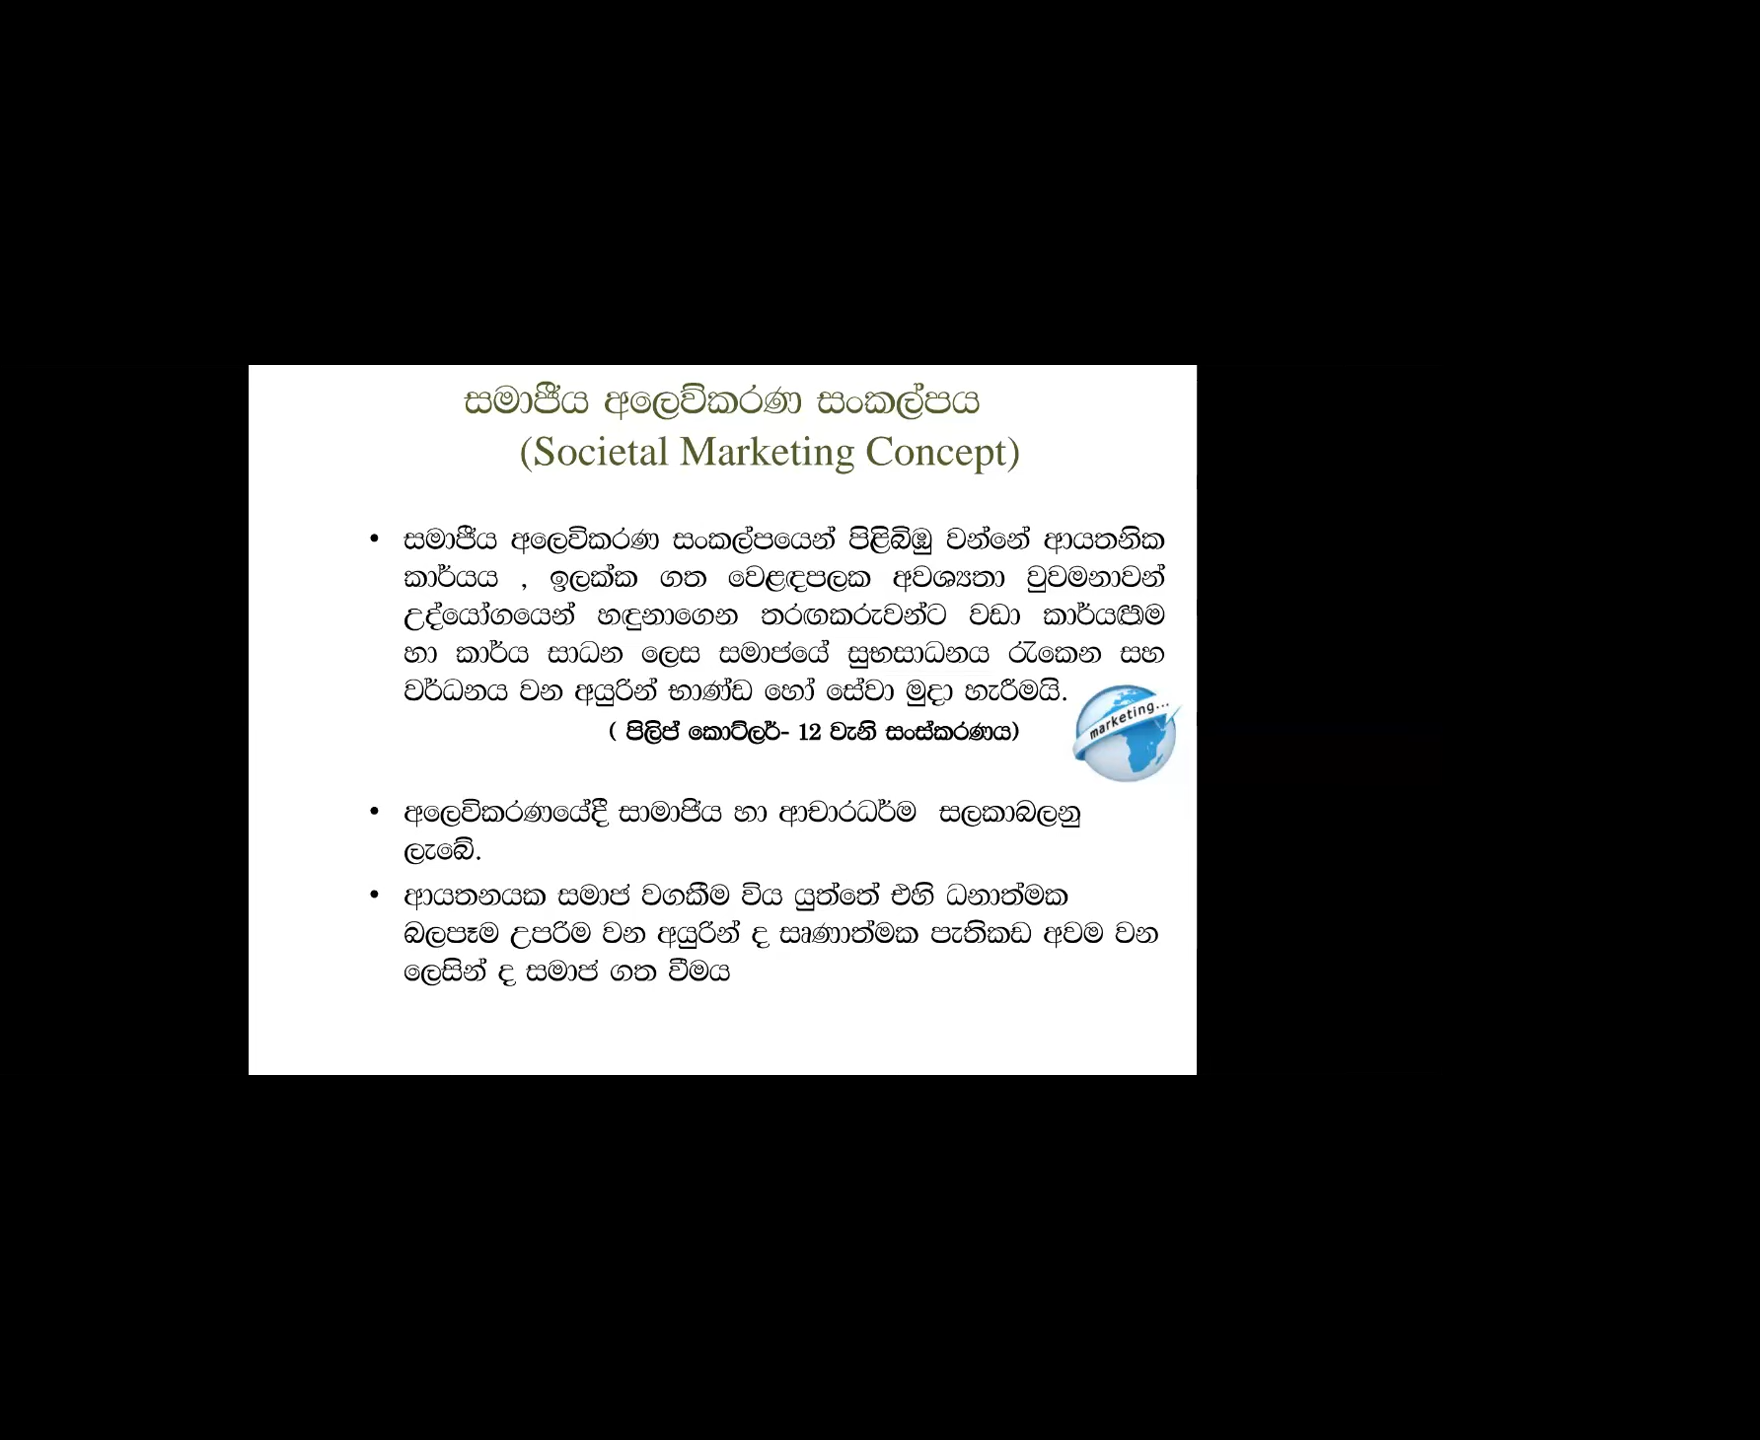 සමාජීය අලෙවිකරණ සංකල්පය
(Societal Marketing Concept)
• සමාජීය අලෙවිකරණ සංකල්පයෙන් පිළිබිඹු වන්නේ ආයතනික
කාර්යය , ඉලක්ක ගත වෙළඳපලක අවශ්‍යතා වුවමනාවන්
උද්යෝගයෙන් හඳුනාගෙන තරඟකරුවන්ට වඩා
හා කාර්ය සාධන ලෙස සමාජයේ සුභසාධනය රැකෙන සහ
වර්ධනය වන අයුරින් භාණ්ඩ හෝ සේවා මුදා හැරීමයි.
( පිලිප් කොට්ලර්- 12 වැනි සංස්කරණය)
marketing...
• අලෙවිකරණයේදී සාමාජීය හා ආචාරධර්ම සලකාබලනු
ලැබේ.
• ආයතනයක සමාජ වගකීම විය යුත්තේ එහි ධනාත්මක
බලපෑම උපරිම වන අයුරින් ද සෘණාත්මක පැතිකඩ අවම වන
ලෙසින් ද සමාජ ගත වීමය